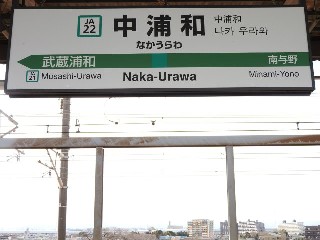 JA
22
中浦和
なかうらわ
中浦和
나카 우라와
武蔵浦和
南与野
JA
21
Musashi-Urawa
Naka-Urawa
Minami-Yono